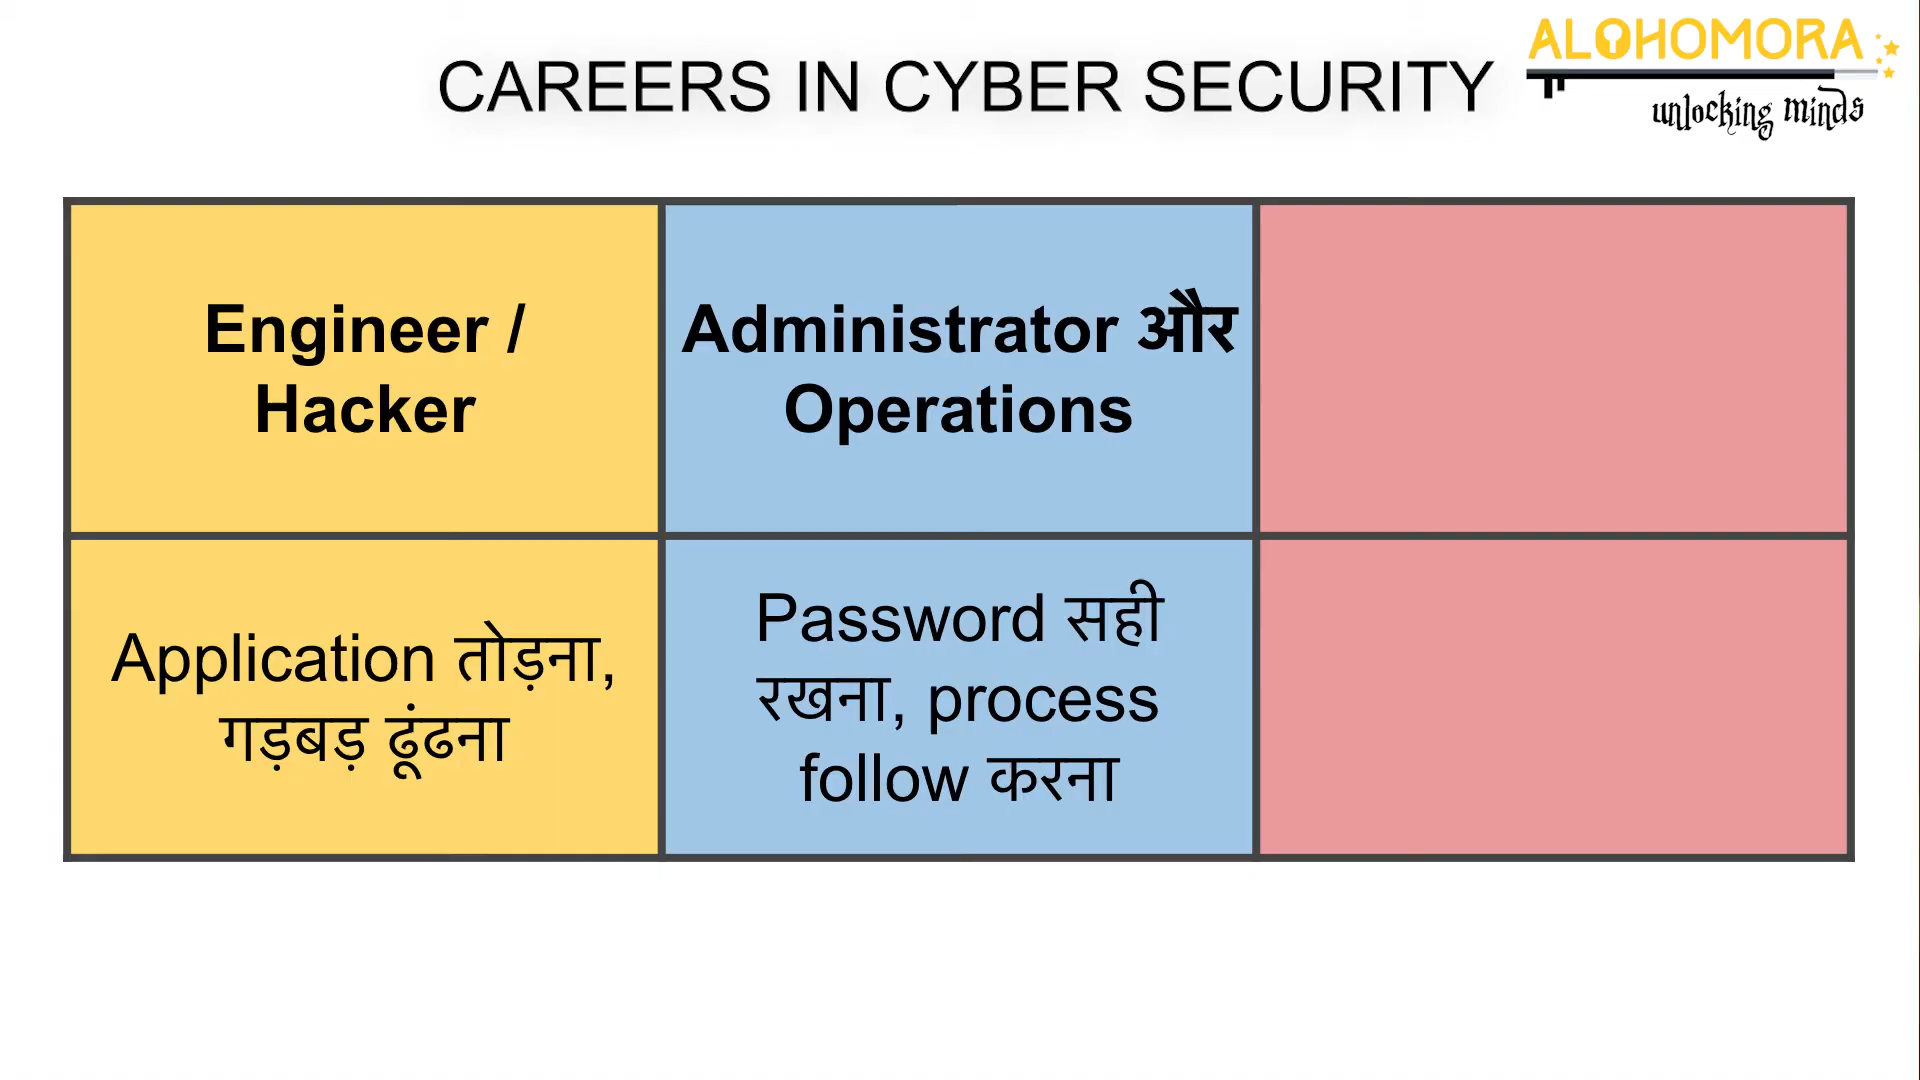 CAREERS IN CYBER SECURITY
ALOHOMORA
unlocking minds
Engineer /
Hacker
Administrator और
Operations
Application तोड़ना,
गड़बड़ ढूंढना
Password सही
रखना, process
follow करना